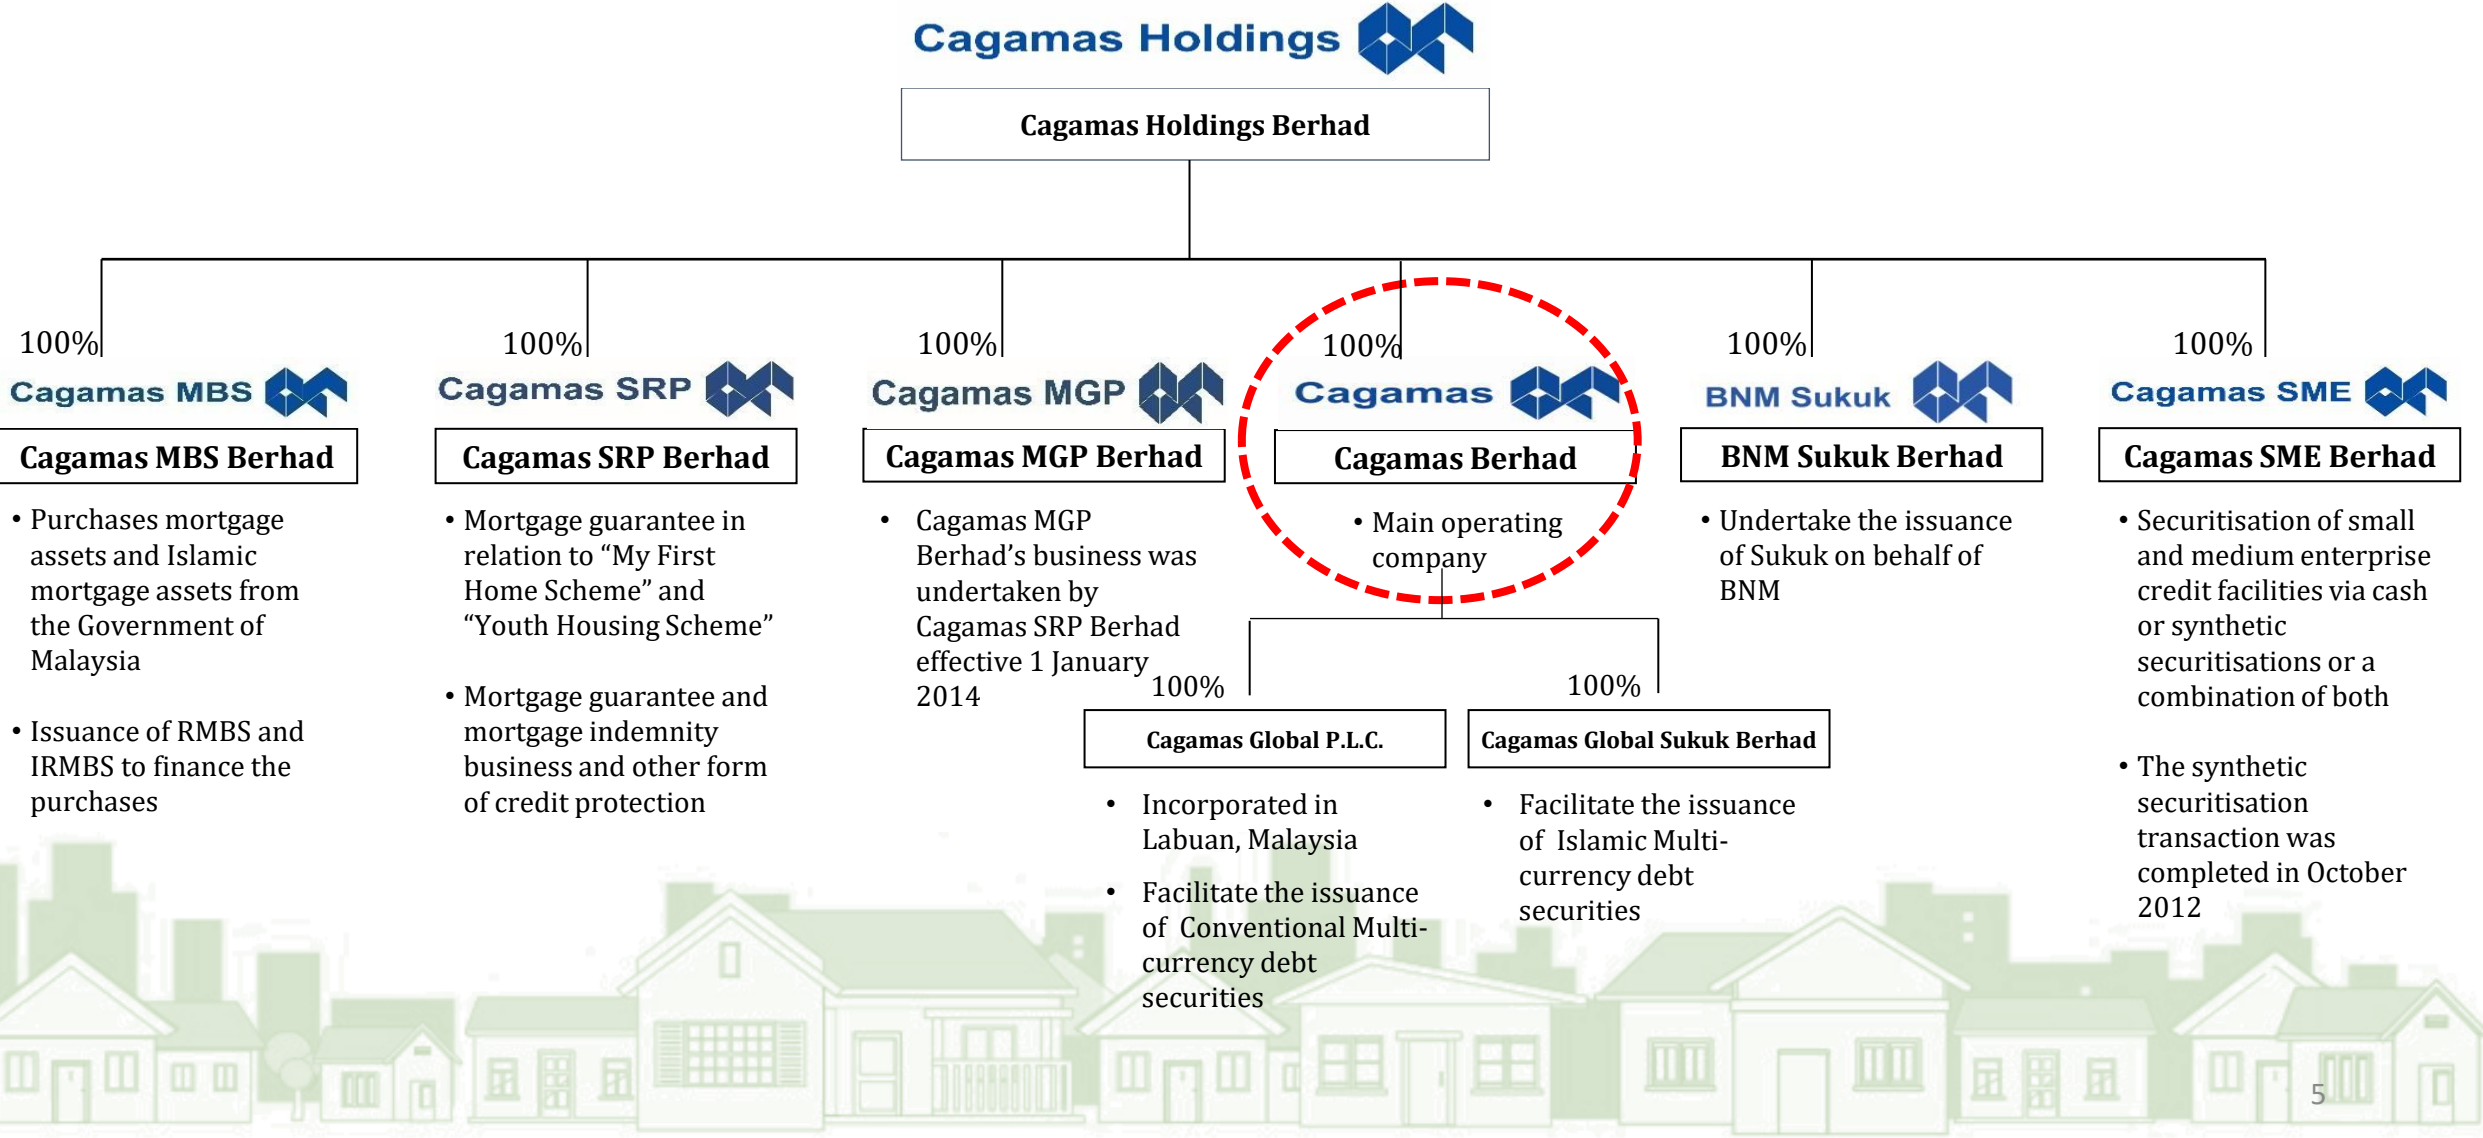 Cagamas Holdings
Cagamas Holdings Berhad
100%
Cagamas MBS
Cagamas MBS Berhad
• Purchases mortgage
assets and Islamic
mortgage assets from
the Government of
Malaysia
• Issuance of RMBS and
IRMBS to finance the
purchases
100%
Cagamas SRP
Cagamas SRP Berhad
• Mortgage guarantee in
relation to “My First
Home Scheme” and
“Youth Housing Scheme”
• Mortgage guarantee and
mortgage indemnity
business and other form
of credit protection
100%
Cagamas MGP
Cagamas MGP Berhad
• Cagamas MGP
Berhad’s business was
undertaken by
Cagamas SRP Berhad
effective 1 January
2014
100%
Cagamas
Cagamas Berhad
• Main operating
company
100%
Cagamas Global P.L.C.
• Incorporated in
Labuan, Malaysia
• Facilitate the issuance
of Conventional Multi-
currency debt
securities
100%
Cagamas Global Sukuk Berhad
• Facilitate the issuance
of Islamic Multi-
currency debt
securities
100%
BNM Sukuk
BNM Sukuk Berhad
• Undertake the issuance
of Sukuk on behalf of
BNM
100%
Cagamas SME
Cagamas SME Berhad
• Securitisation of small
and medium enterprise
credit facilities via cash
or synthetic
securitisations or a
combination of both
• The synthetic
securitisation
transaction was
completed in October
2012
5